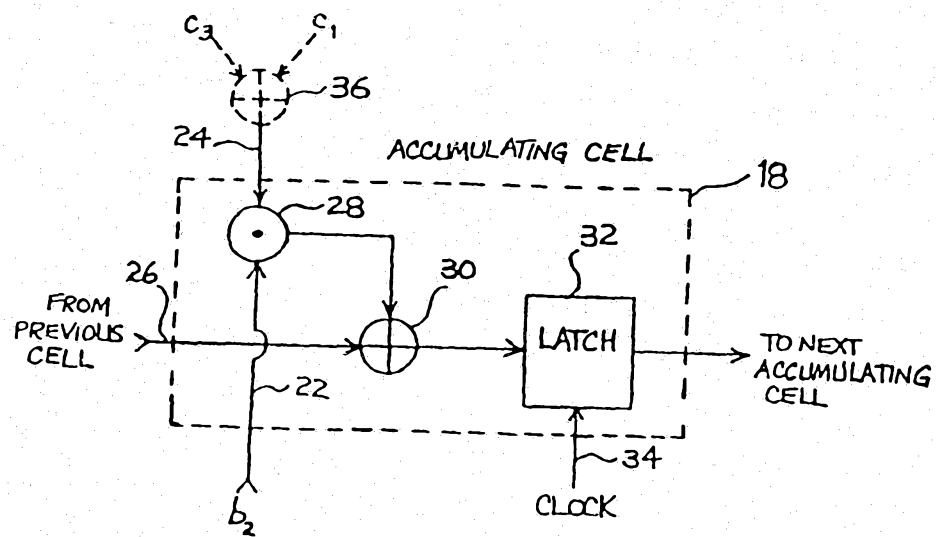 c₃ c₁
36
24
ACCUMULATING CELL
18
28
32
26
30
FROM
PREVIOUS
CELL
LATCH
TO NEXT
ACCUMULATING
CELL
22
34
b₂
CLOCK